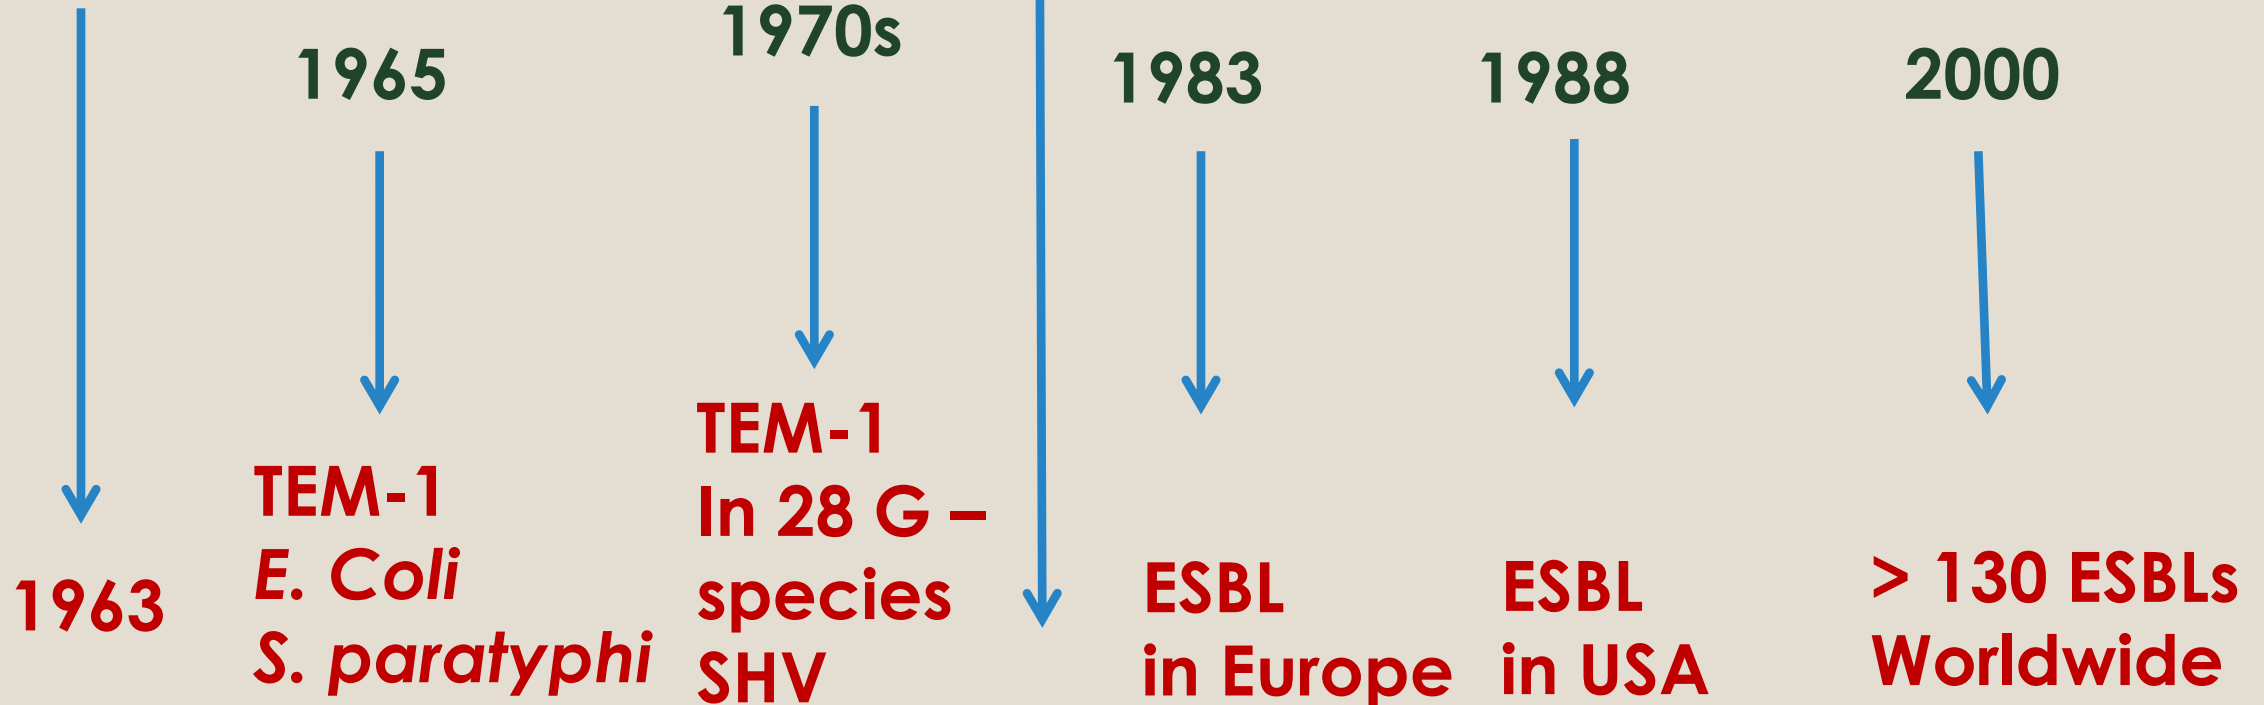 1963
1965
TEM-1
E. Coli
S. paratyphi
1970s
TEM-1
In 28 G –
species
SHV
1983
ESBL
in Europe
1988
ESBL
in USA
2000
> 130 ESBLs
Worldwide